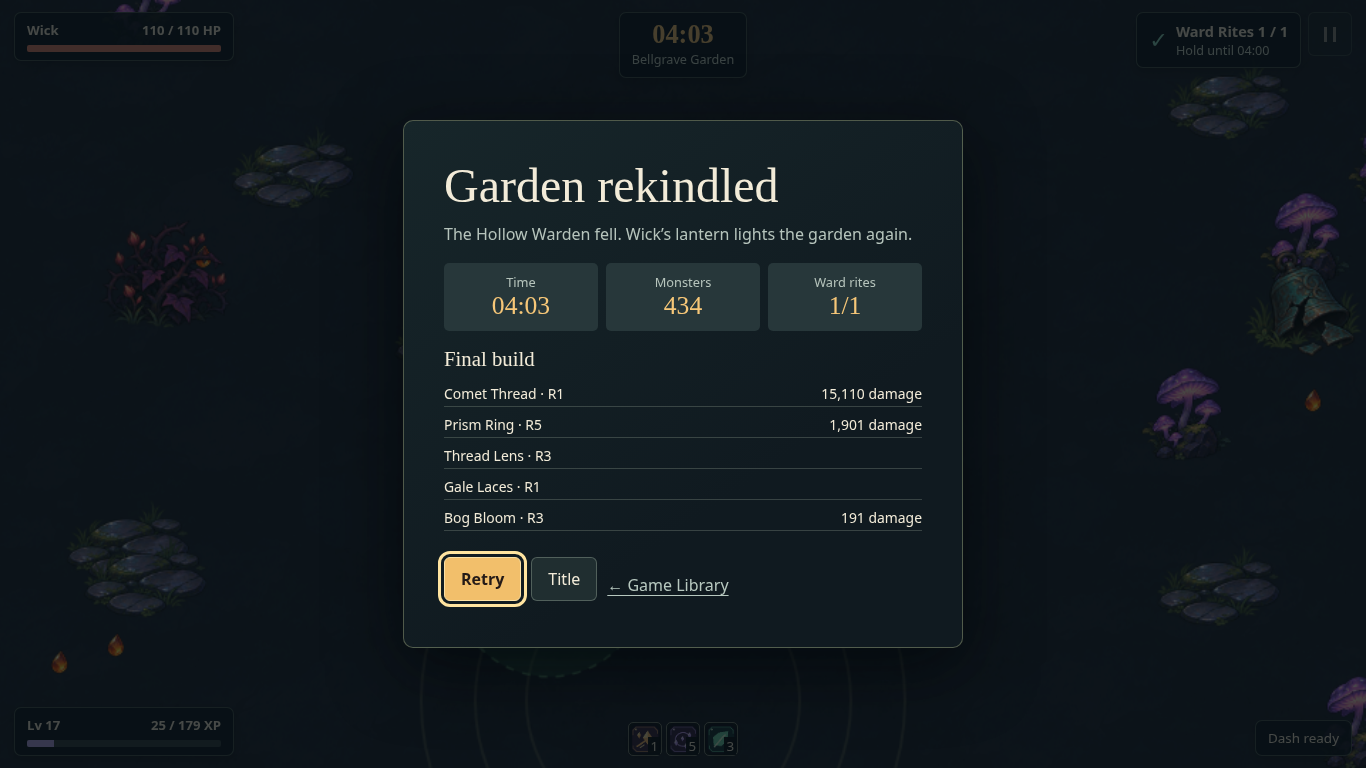 Wick 110 / 110 HP
04:03
Bellgrave Garden
✓ Ward Rites 1 / 1
Hold until 04:00
Garden rekindled
The Hollow Warden fell. Wick’s lantern lights the garden again.
Time Monsters Ward rites
04:03 434 1/1
Final build
Comet Thread · R1 15,110 damage
Prism Ring · R5 1,901 damage
Thread Lens · R3
Gale Laces · R1
Bog Bloom · R3 191 damage
Retry Title ← Game Library
Lv 17 25 / 179 XP
1 5 3
Dash ready